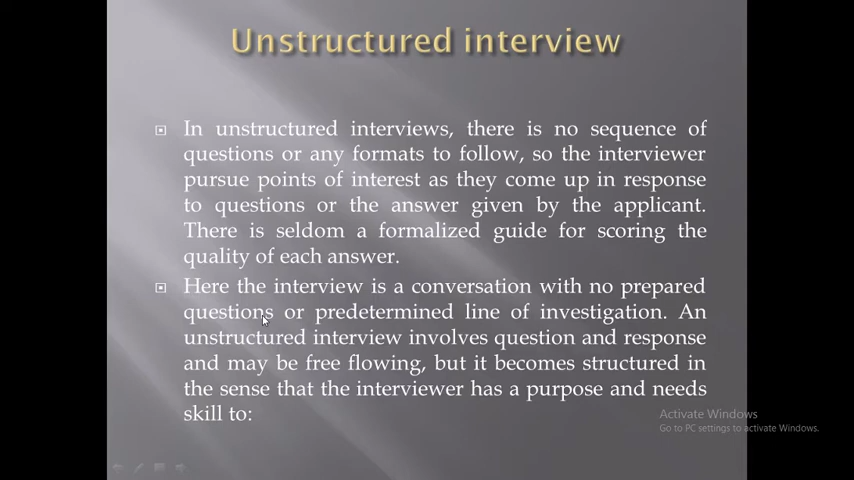 Unstructured interview
In unstructured interviews, there is no sequence of
questions or any formats to follow, so the interviewer
pursue points of interest as they come up in response
to questions or the answer given by the applicant.
There is seldom a formalized guide for scoring the
quality of each answer.
Here the interview is a conversation with no prepared
questions or predetermined line of investigation. An
unstructured interview involves question and response
and may be free flowing, but it becomes structured in
the sense that the interviewer has a purpose and needs
skill to:
Activate Windows
Go to PC settings to activate Windows.